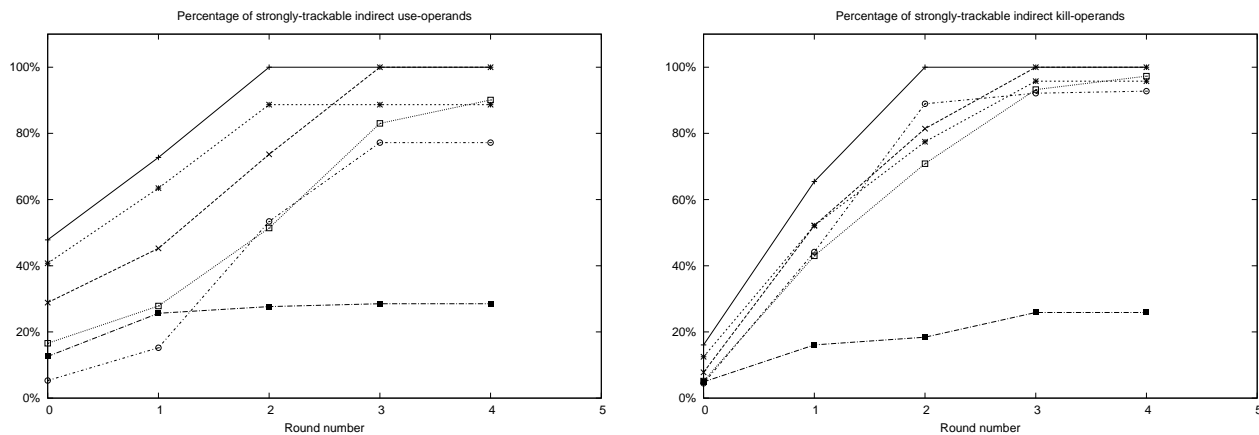 Percentage of strongly-trackable indirect use-operands
100%
80%
60%
40%
20%
0%
0 1 2 3 4 5
Round number
Percentage of strongly-trackable indirect kill-operands
100%
80%
60%
40%
20%
0%
0 1 2 3 4 5
Round number